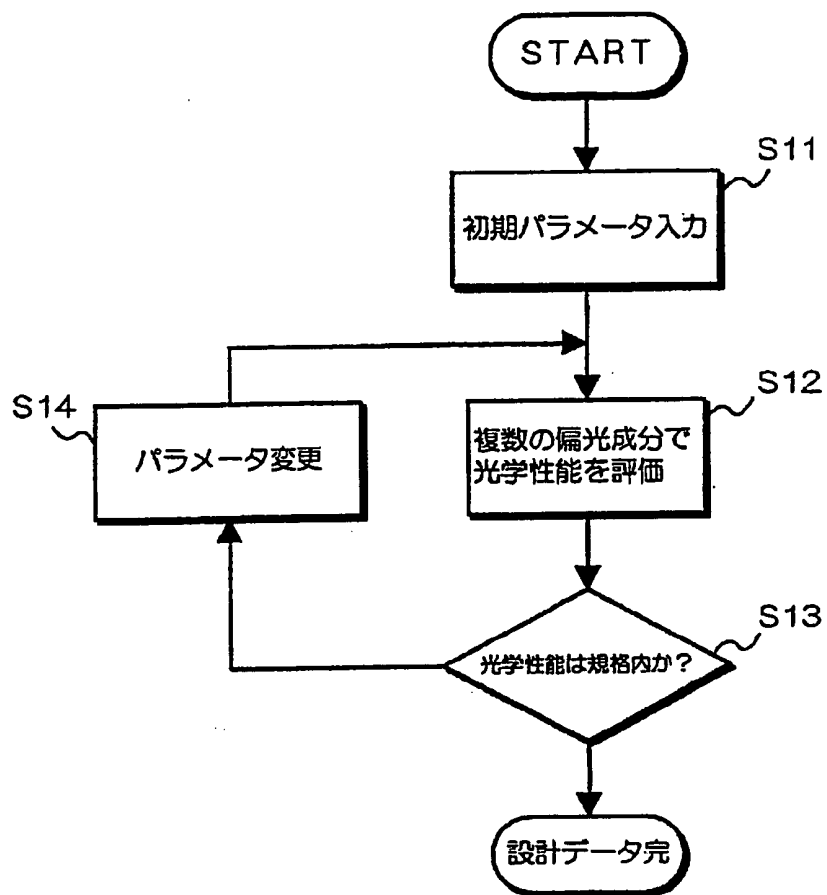 START
S11
初期パラメータ入力
S12
複数の偏光成分で
光学性能を評価
S14
パラメータ変更
S13
光学性能は規格内か？
設計データ完